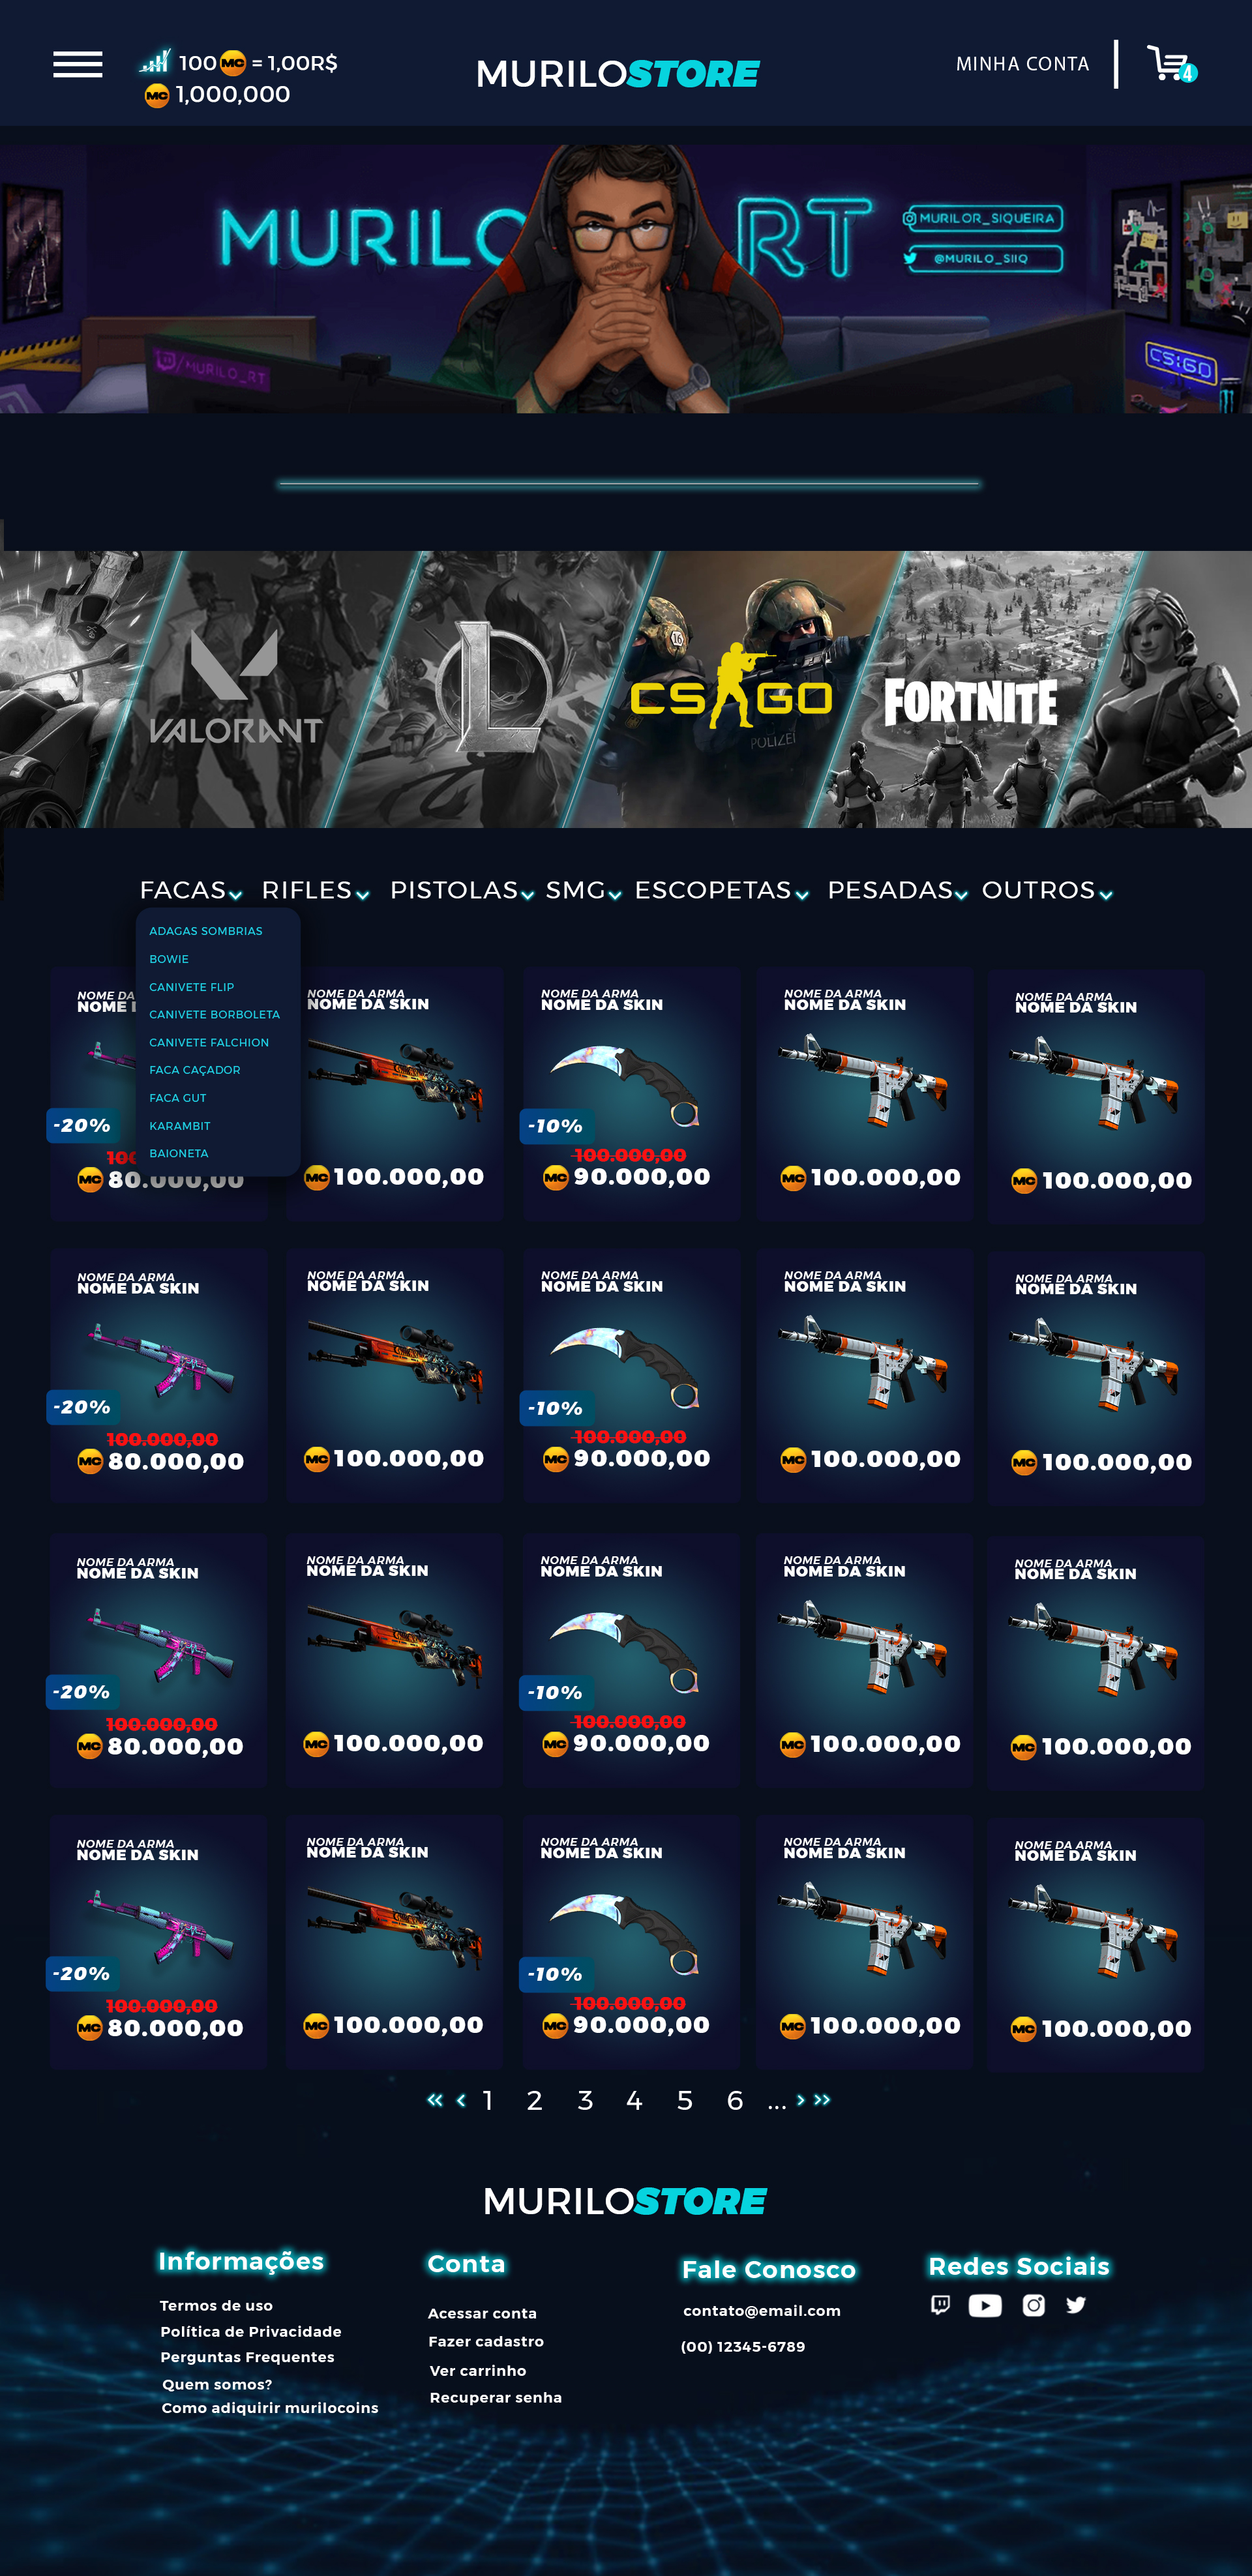 100 MC = 1,00R$
MC 1,000,000
MURILOSTORE
MINHA CONTA
4
MURILO RT
MURILOR_SIQUEIRA
@MURILO_SIIQ
/MURILO_RT
CS:GO
VALORANT
L
CS GO
16
POLIZEI
FORTNITE
FACAS RIFLES PISTOLAS SMG ESCOPETAS PESADAS OUTROS
ADAGAS SOMBRIAS
BOWIE
CANIVETE FLIP
CANIVETE BORBOLETA
CANIVETE FALCHION
FACA CAÇADOR
FACA GUT
KARAMBIT
BAIONETA
NOME DA
NOME
-20%
100
MC 80.000,00
NOME DA ARMA
NOME DA SKIN
MC 100.000,00
NOME DA ARMA
NOME DA SKIN
-10%
100.000,00
MC 90.000,00
NOME DA ARMA
NOME DA SKIN
MC 100.000,00
NOME DA ARMA
NOME DA SKIN
MC 100.000,00
NOME DA ARMA
NOME DA SKIN
-20%
100.000,00
MC 80.000,00
NOME DA ARMA
NOME DA SKIN
MC 100.000,00
NOME DA ARMA
NOME DA SKIN
-10%
100.000,00
MC 90.000,00
NOME DA ARMA
NOME DA SKIN
MC 100.000,00
NOME DA ARMA
NOME DA SKIN
MC 100.000,00
NOME DA ARMA
NOME DA SKIN
-20%
100.000,00
MC 80.000,00
NOME DA ARMA
NOME DA SKIN
MC 100.000,00
NOME DA ARMA
NOME DA SKIN
-10%
100.000,00
MC 90.000,00
NOME DA ARMA
NOME DA SKIN
MC 100.000,00
NOME DA ARMA
NOME DA SKIN
MC 100.000,00
NOME DA ARMA
NOME DA SKIN
-20%
100.000,00
MC 80.000,00
NOME DA ARMA
NOME DA SKIN
MC 100.000,00
NOME DA ARMA
NOME DA SKIN
-10%
100.000,00
MC 90.000,00
NOME DA ARMA
NOME DA SKIN
MC 100.000,00
NOME DA ARMA
NOME DA SKIN
MC 100.000,00
« ‹ 1 2 3 4 5 6 ... › »
MURILOSTORE
Informações
Termos de uso
Política de Privacidade
Perguntas Frequentes
Quem somos?
Como adiquirir murilocoins
Conta
Acessar conta
Fazer cadastro
Ver carrinho
Recuperar senha
Fale Conosco
contato@email.com
(00) 12345-6789
Redes Sociais